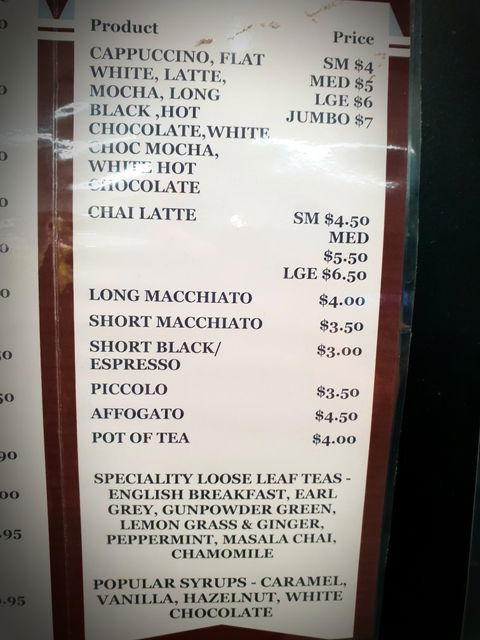 Product Price
CAPPUCCINO, FLAT SM $4
WHITE, LATTE, MED $5
MOCHA, LONG LGE $6
BLACK ,HOT JUMBO $7
CHOCOLATE,WHITE
CHOC MOCHA,
WHITE HOT
CHOCOLATE
CHAI LATTE SM $4.50
MED
$5.50
LGE $6.50
LONG MACCHIATO $4.00
SHORT MACCHIATO $3.50
SHORT BLACK/ $3.00
ESPRESSO
PICCOLO $3.50
AFFOGATO $4.50
POT OF TEA $4.00
SPECIALITY LOOSE LEAF TEAS -
ENGLISH BREAKFAST, EARL
GREY, GUNPOWDER GREEN,
LEMON GRASS & GINGER,
PEPPERMINT, MASALA CHAI,
CHAMOMILE
POPULAR SYRUPS - CARAMEL,
VANILLA, HAZELNUT, WHITE
CHOCOLATE